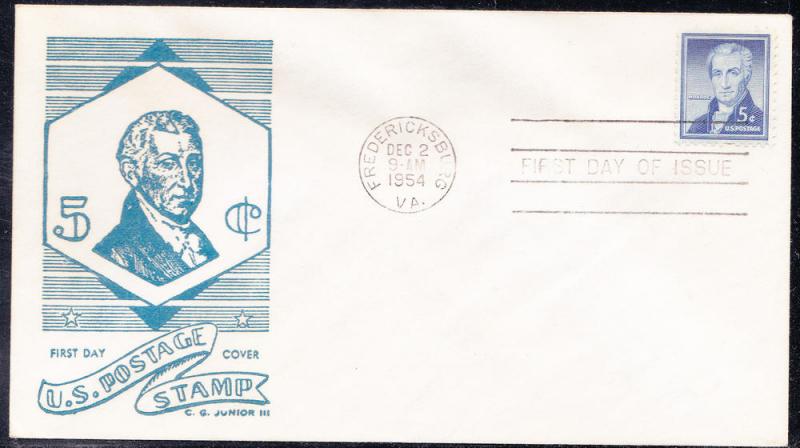 5 ¢
FIRST DAY COVER
U.S. POSTAGE
STAMP
C. G. JUNIOR III
FREDERICKSBURG
DEC 2
9-AM
1954
VA.
FIRST DAY OF ISSUE
MONROE
5¢
U.S. POSTAGE